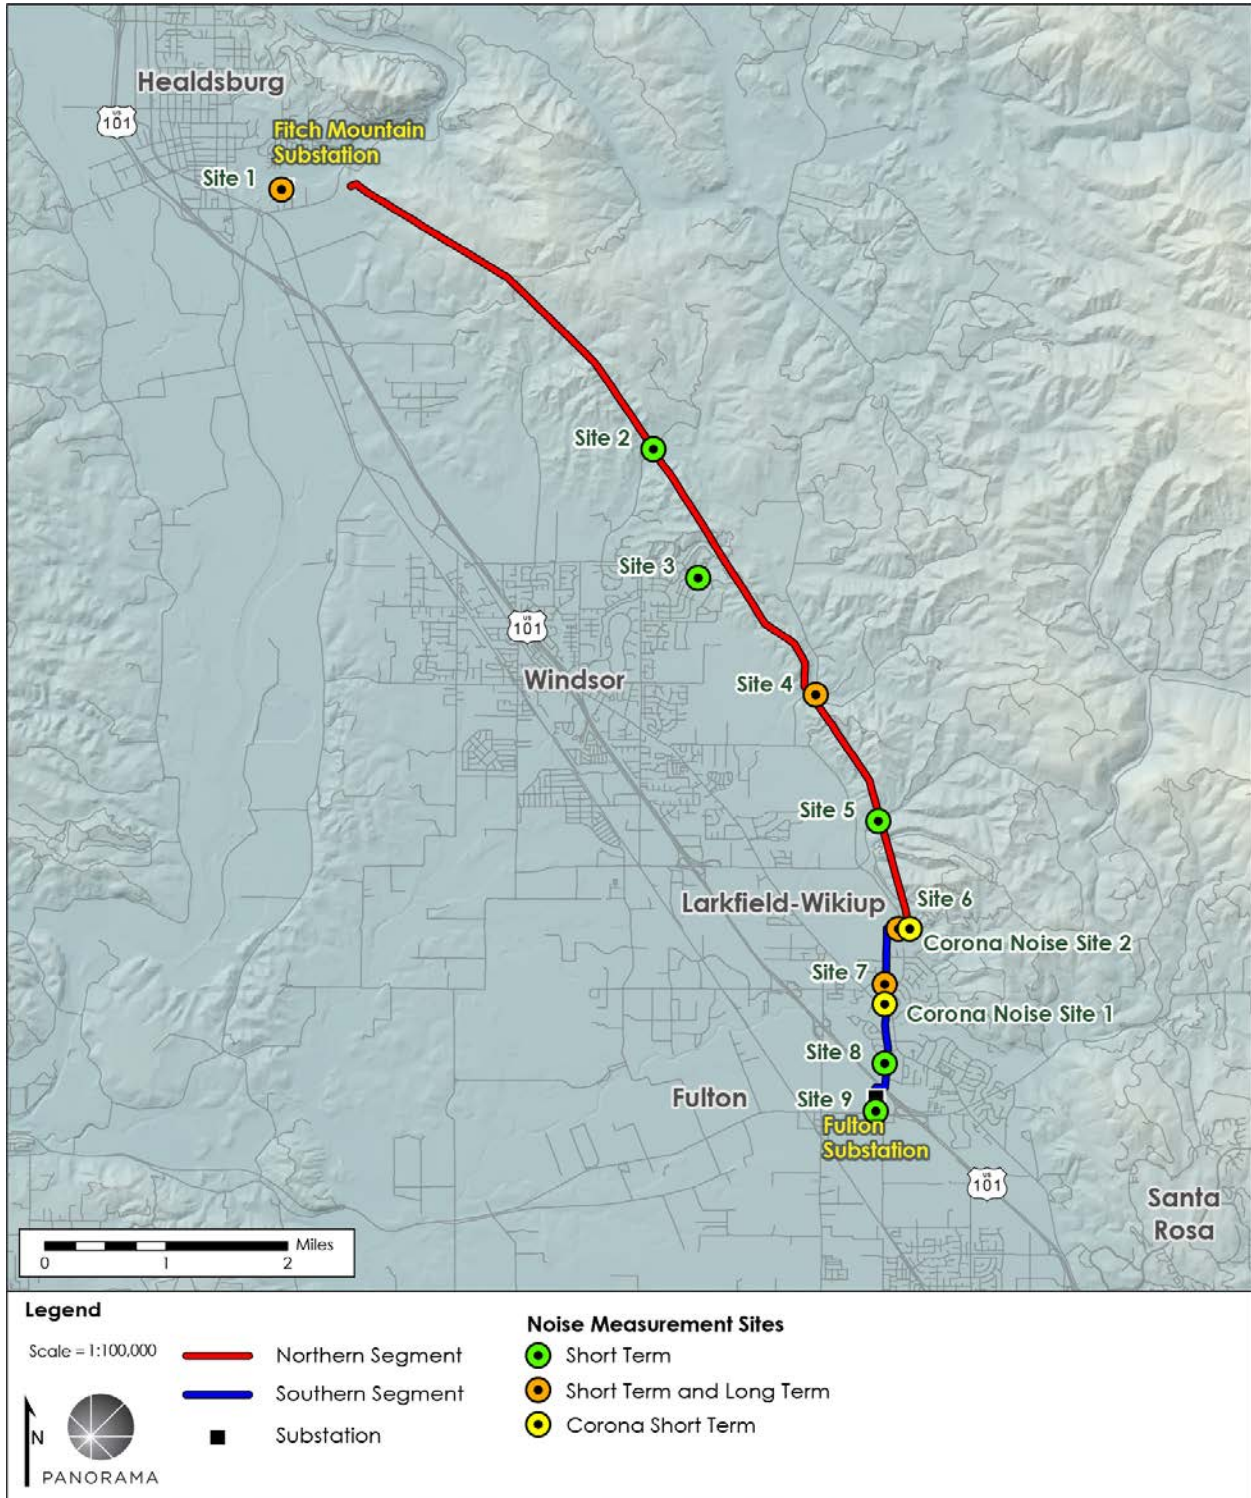 Healdsburg
US
101
Fitch Mountain
Substation
Site 1
Site 2
Site 3
US
101
Windsor
Site 4
Site 5
Larkfield-Wikiup
Site 6
Corona Noise Site 2
Site 7
Corona Noise Site 1
Site 8
Fulton
Site 9
Fulton
Substation
US
101
Santa
Rosa
Miles
0 1 2
Legend
Scale = 1:100,000
Northern Segment
Southern Segment
Substation
Noise Measurement Sites
Short Term
Short Term and Long Term
Corona Short Term
N
PANORAMA